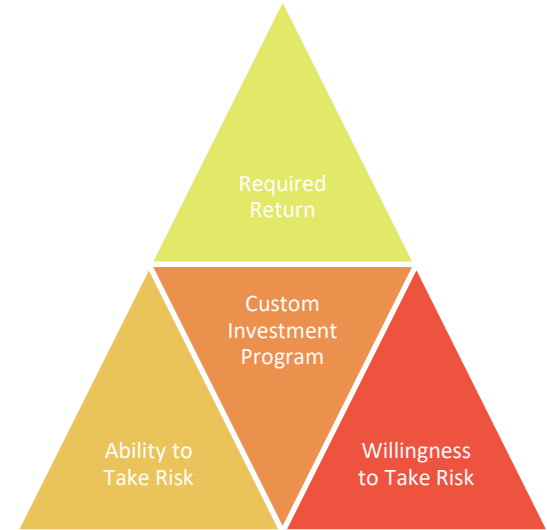 Required
Return
Custom
Investment
Program
Ability to
Take Risk
Willingness
to Take Risk